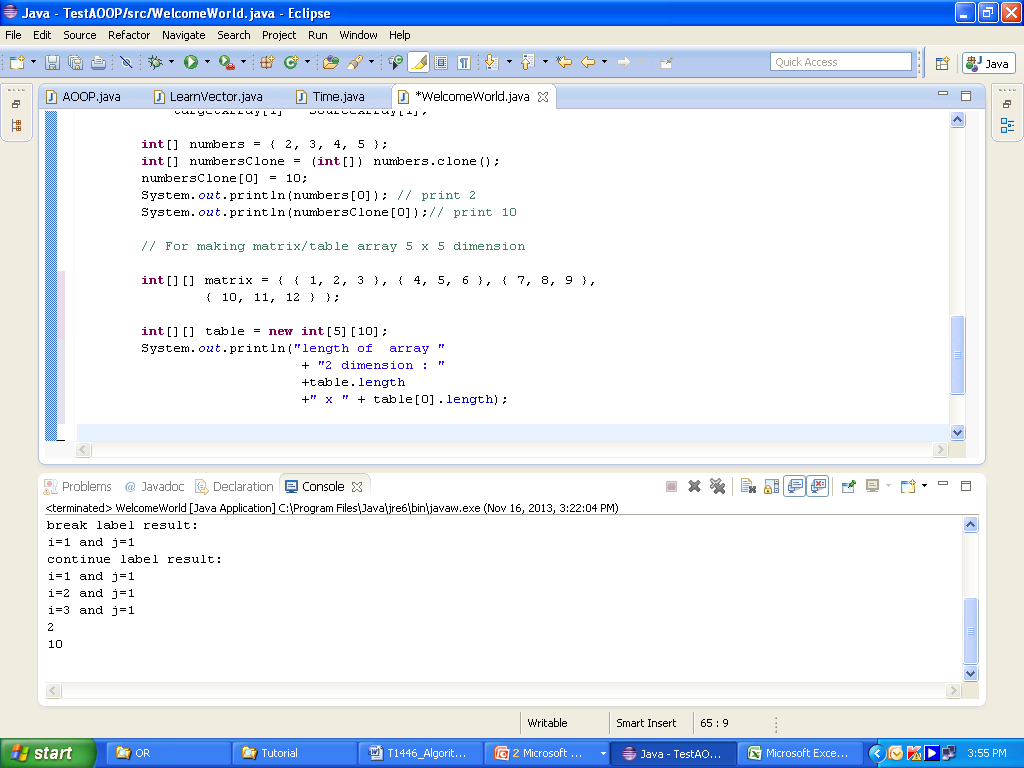 Java - TestAOOP/src/WelcomeWorld.java - Eclipse
File Edit Source Refactor Navigate Search Project Run Window Help
Quick Access
Java
AOOP.java LearnVector.java Time.java *WelcomeWorld.java
targetArray[i] = SourceArray[i];
int[] numbers = { 2, 3, 4, 5 };
int[] numbersClone = (int[]) numbers.clone();
numbersClone[0] = 10;
System.out.println(numbers[0]); // print 2
System.out.println(numbersClone[0]);// print 10
// For making matrix/table array 5 x 5 dimension
int[][] matrix = { { 1, 2, 3 }, { 4, 5, 6 }, { 7, 8, 9 },
{ 10, 11, 12 } };
int[][] table = new int[5][10];
System.out.println("length of  array "
+ "2 dimension : "
+table.length
+" x " + table[0].length);
Problems @ Javadoc Declaration Console
<terminated> WelcomeWorld [Java Application] C:\Program Files\Java\jre6\bin\javaw.exe (Nov 16, 2013, 3:22:04 PM)
break label result:
i=1 and j=1
continue label result:
i=1 and j=1
i=2 and j=1
i=3 and j=1
2
10
Writable Smart Insert 65 : 9
start OR Tutorial T1446_Algorit... 2 Microsoft ... Java - TestAO... Microsoft Exce... 3:55 PM